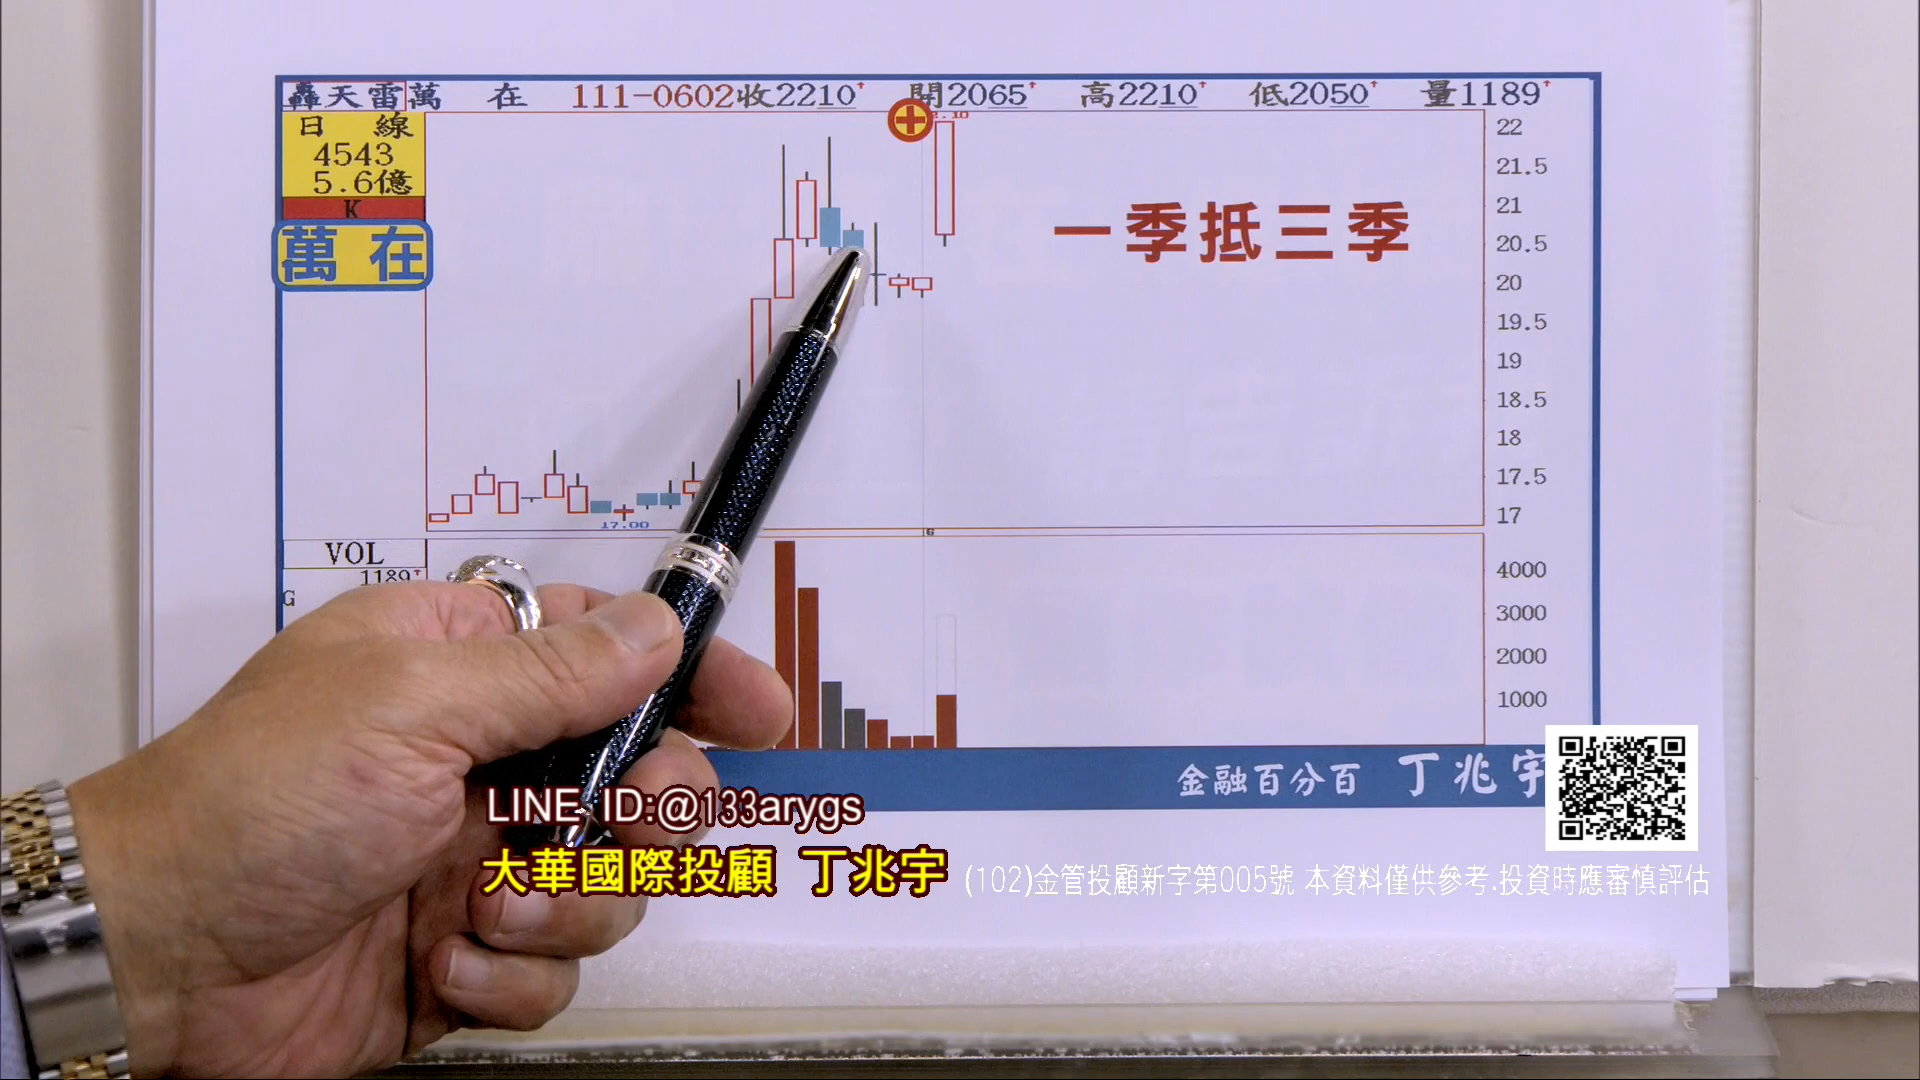 轟天雷萬 在 111-0602收2210↑ 開2065↑ 高2210↑ 低2050↑ 量1189↑
日 線
4543
5.6億
K
萬 在
一季抵三季
22
21.5
21
20.5
20
19.5
19
18.5
18
17.5
17
17.00
6
VOL
1189↑
G
4000
3000
2000
1000
金融百分百 丁兆宇
LINE ID:@133arygs
大華國際投顧 丁兆宇 (102)金管投顧新字第005號 本資料僅供參考.投資時應審慎評估